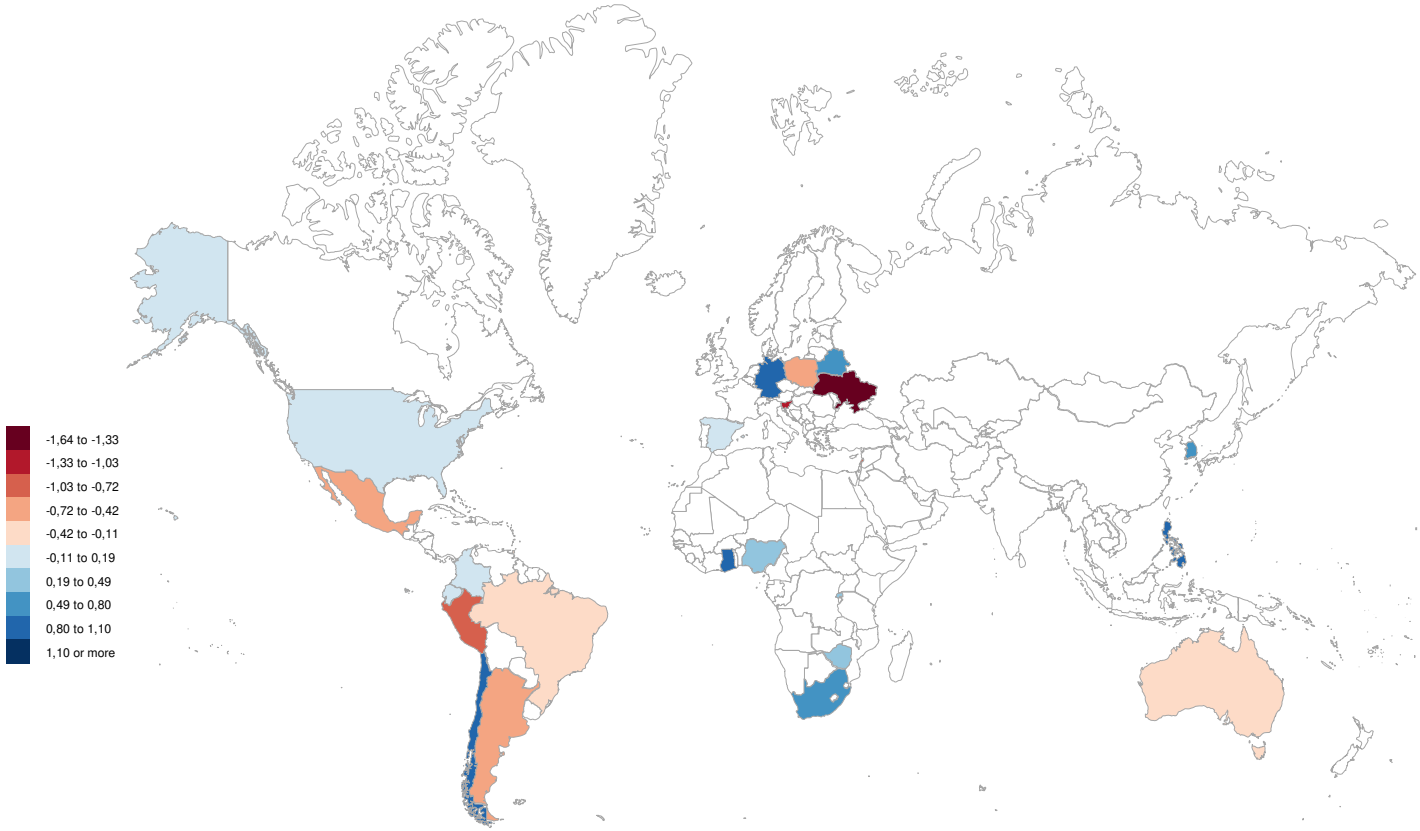 -1,64 to -1,33
-1,33 to -1,03
-1,03 to -0,72
-0,72 to -0,42
-0,42 to -0,11
-0,11 to 0,19
0,19 to 0,49
0,49 to 0,80
0,80 to 1,10
1,10 or more